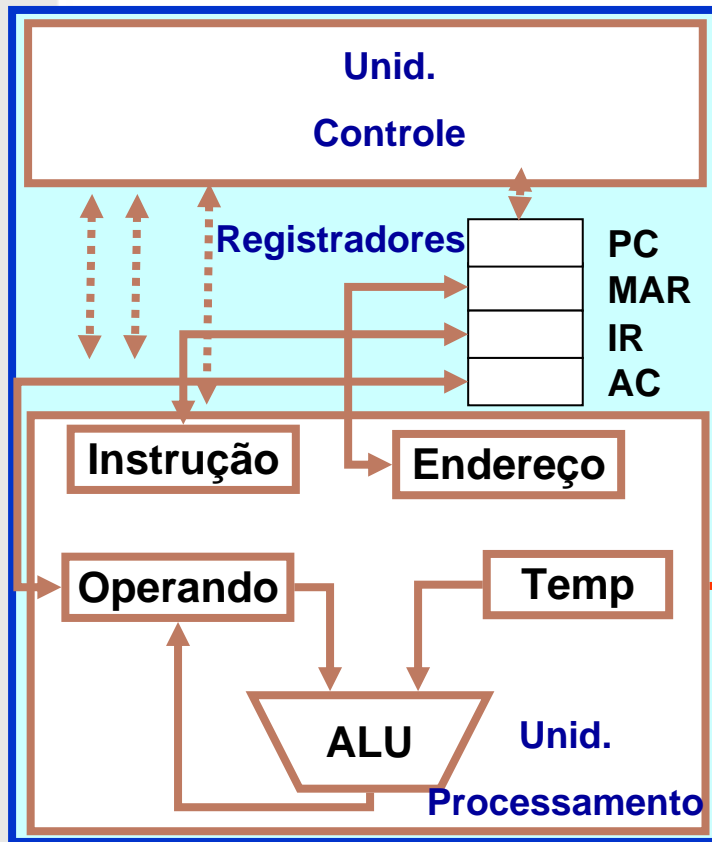 Unid.
Controle
Registradores
PC
MAR
IR
AC
Instrução
Endereço
Operando
Temp
ALU
Unid.
Processamento